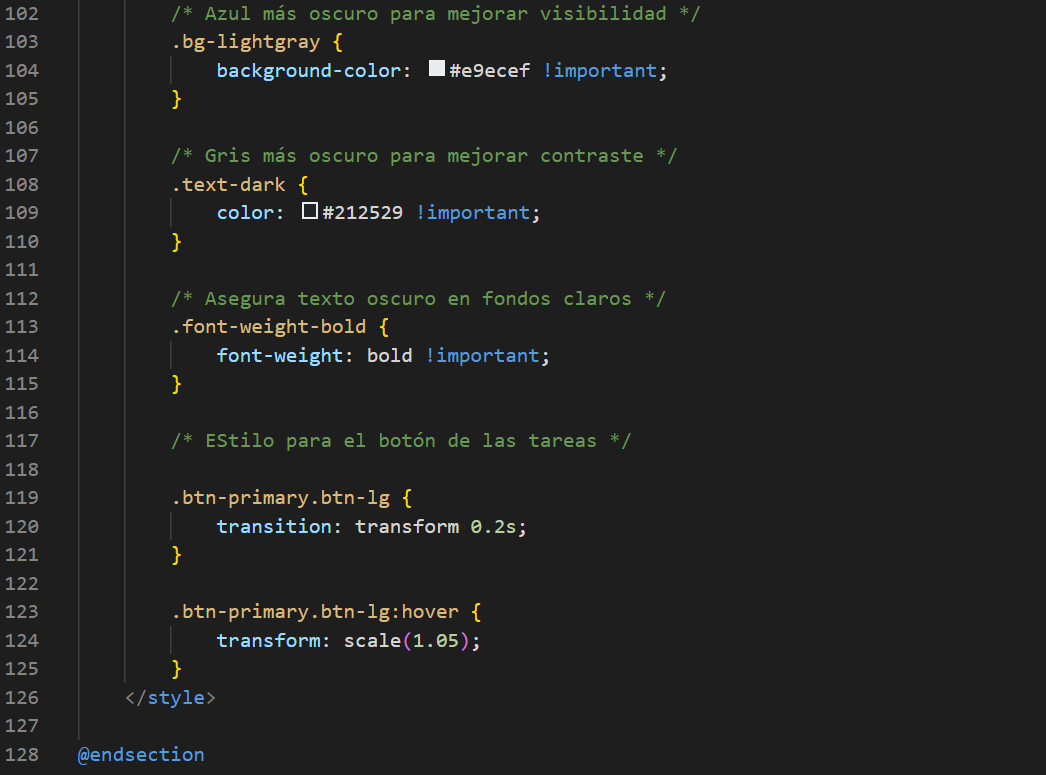 102 /* Azul más oscuro para mejorar visibilidad */
103 .bg-lightgray {
104 background-color: #e9ecef !important;
105 }
106
107 /* Gris más oscuro para mejorar contraste */
108 .text-dark {
109 color: #212529 !important;
110 }
111
112 /* Asegura texto oscuro en fondos claros */
113 .font-weight-bold {
114 font-weight: bold !important;
115 }
116
117 /* EStilo para el botón de las tareas */
118
119 .btn-primary.btn-lg {
120 transition: transform 0.2s;
121 }
122
123 .btn-primary.btn-lg:hover {
124 transform: scale(1.05);
125 }
126 </style>
127
128 @endsection